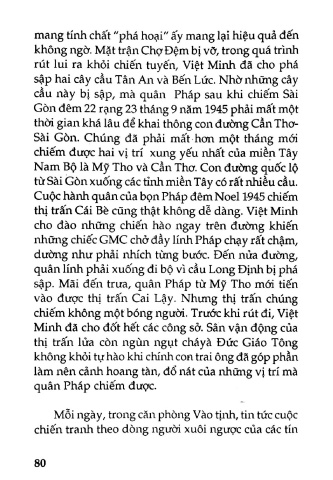 mang tính chất "phá hoại" ấy mang lại hiệu quả đến
không ngờ. Mặt trận Chợ Đệm bị vỡ, trong quá trình
rút lui ra khỏi chiến tuyến, Việt Minh đã cho phá
sập hai cây cầu Tân An và Bến Lức. Nhờ những cây
cầu này bị sập, mà quân Pháp sau khi chiếm Sài
Gòn đêm 22 rạng 23 tháng 9 năm 1945 phải mất một
thời gian khá lâu để khai thông con đường Cần Thơ-
Sài Gòn. Chúng đã phải mất hơn một tháng mới
chiếm được hai vị trí xung yếu nhất của miền Tây
Nam Bộ là Mỹ Tho và Cần Thơ. Con đường quốc lộ
từ Sài Gòn xuống các tỉnh miền Tây có rất nhiều cầu.
Cuộc hành quân của bọn Pháp đêm Noel 1945 chiếm
thị trấn Cái Bè cũng thật không dễ dàng. Việt Minh
cho đào những chiến hào ngay trên đường khiến
những chiếc GMC chở đầy lính Pháp chạy rất chậm,
dường như phải nhích từng bước. Đến nửa đường,
quân lính phải xuống đi bộ vì cầu Long Định bị phá
sập. Mãi đến trưa, quân Pháp từ Mỹ Tho mới tiến
vào được thị trấn Cai Lậy. Nhưng thị trấn chúng
chiếm không một bóng người. Trước khi rút đi, Việt
Minh đã cho đốt hết các công sở. Sân vận động của
thị trấn lửa còn ngùn ngụt cháyà Đức Giáo Tông
không khỏi tự hào khi chính con trai ông đã góp phần
làm nên cảnh hoang tàn, đổ nát của những vị trí mà
quân Pháp chiếm được.
Mỗi ngày, trong căn phòng Vào tịnh, tin tức cuộc
chiến tranh theo dòng người xuôi ngược của các tín
80